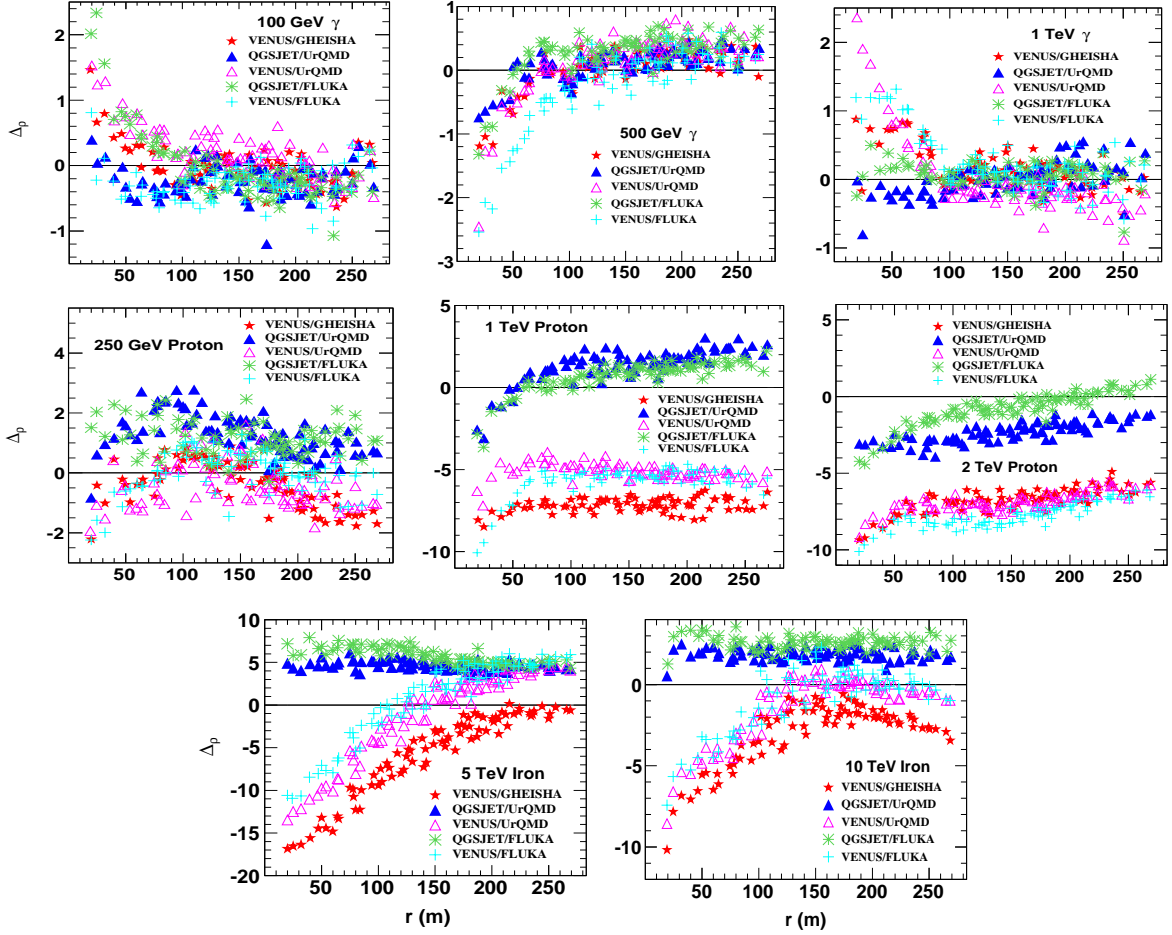 100 GeV γ
VENUS/GHEISHA
QGSJET/UrQMD
VENUS/UrQMD
QGSJET/FLUKA
VENUS/FLUKA
Δp
2
1
0
-1
50 100 150 200 250
500 GeV γ
VENUS/GHEISHA
QGSJET/UrQMD
VENUS/UrQMD
QGSJET/FLUKA
VENUS/FLUKA
1
0
-1
-2
-3
50 100 150 200 250
1 TeV γ
VENUS/GHEISHA
QGSJET/UrQMD
VENUS/UrQMD
QGSJET/FLUKA
VENUS/FLUKA
2
1
0
-1
50 100 150 200 250
250 GeV Proton
VENUS/GHEISHA
QGSJET/UrQMD
VENUS/UrQMD
QGSJET/FLUKA
VENUS/FLUKA
Δp
4
2
0
-2
50 100 150 200 250
1 TeV Proton
VENUS/GHEISHA
QGSJET/UrQMD
VENUS/UrQMD
QGSJET/FLUKA
VENUS/FLUKA
5
0
-5
-10
50 100 150 200 250
VENUS/GHEISHA
QGSJET/UrQMD
VENUS/UrQMD
QGSJET/FLUKA
VENUS/FLUKA
2 TeV Proton
5
0
-5
-10
50 100 150 200 250
5 TeV Iron
VENUS/GHEISHA
QGSJET/UrQMD
VENUS/UrQMD
QGSJET/FLUKA
VENUS/FLUKA
Δp
10
5
0
-5
-10
-15
-20
50 100 150 200 250
r (m)
10 TeV Iron
VENUS/GHEISHA
QGSJET/UrQMD
VENUS/UrQMD
QGSJET/FLUKA
VENUS/FLUKA
0
-5
-10
50 100 150 200 250
r (m)